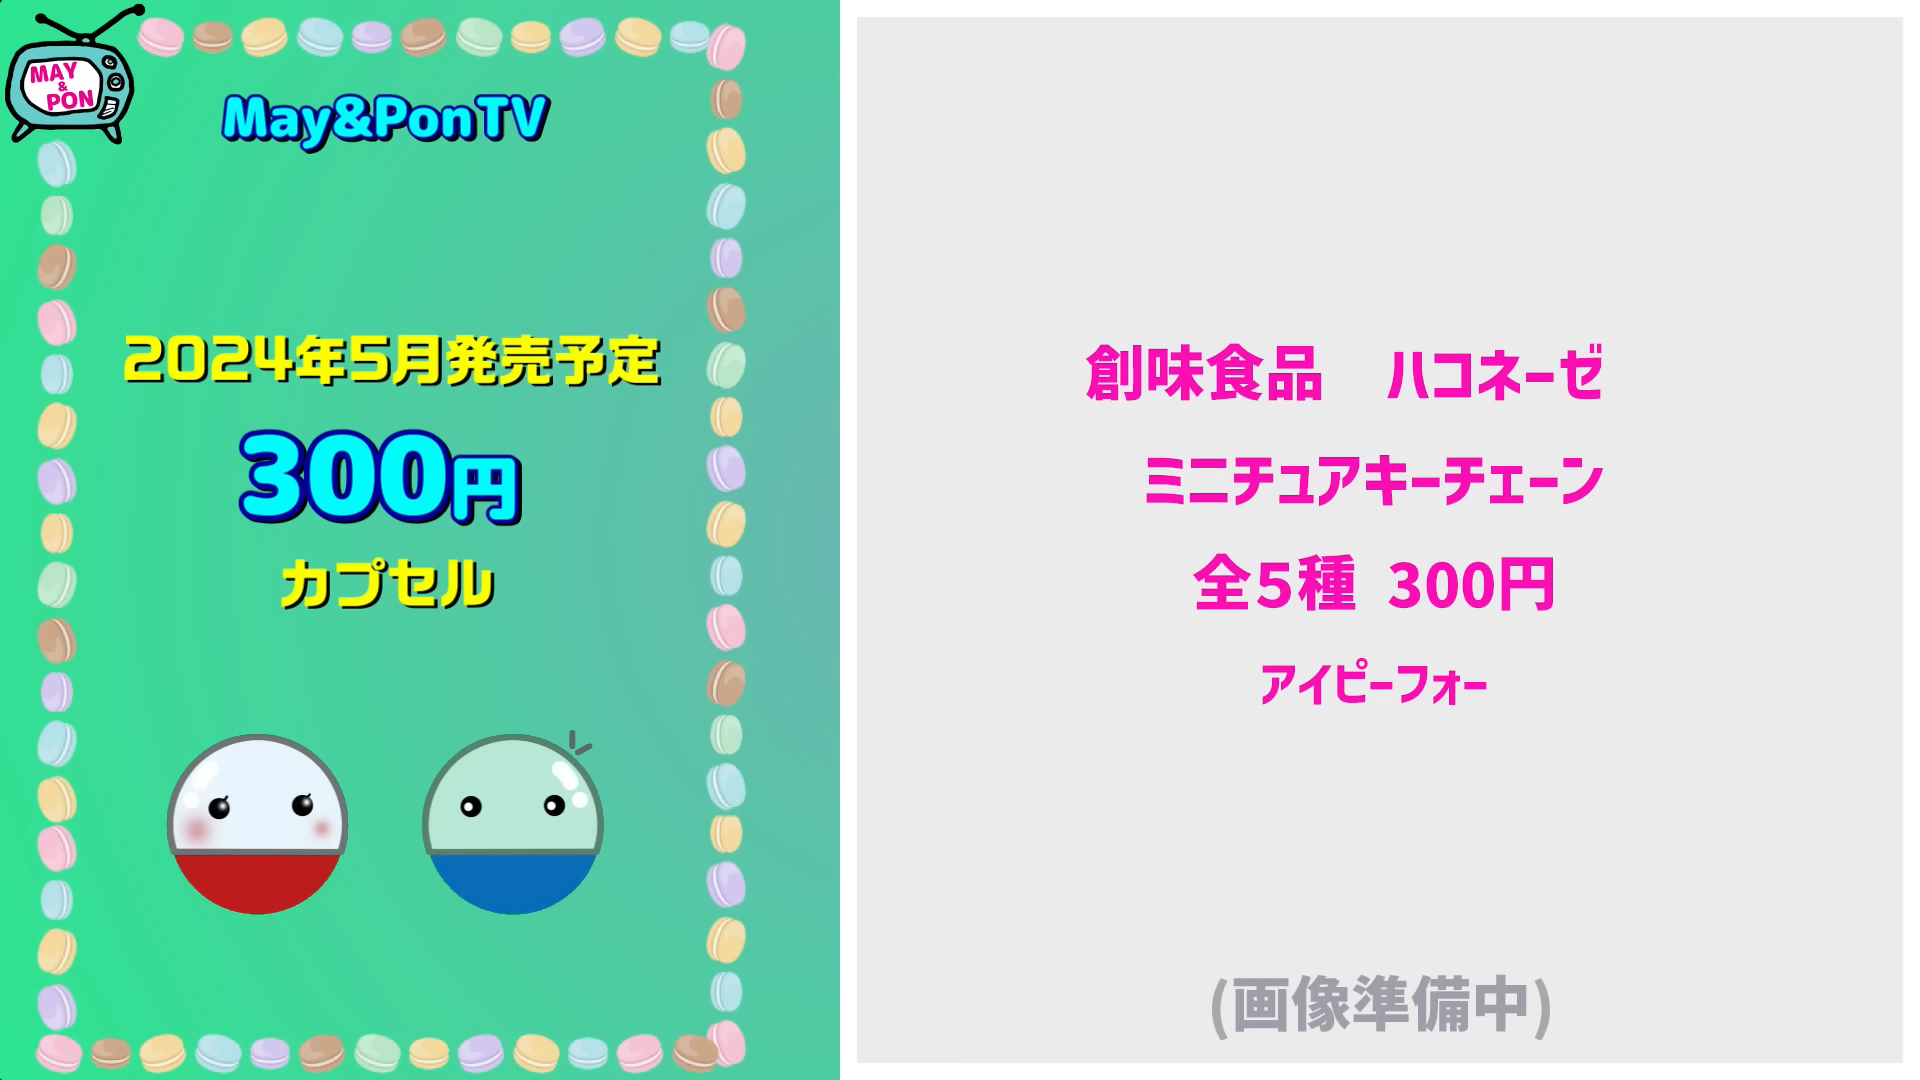 MAY
&
PON
May&PonTV
2024年5月発売予定
300円
カプセル
創味食品　ハコネーゼ
ミニチュアキーチェーン
全5種 300円
アイピーフォー
(画像準備中)